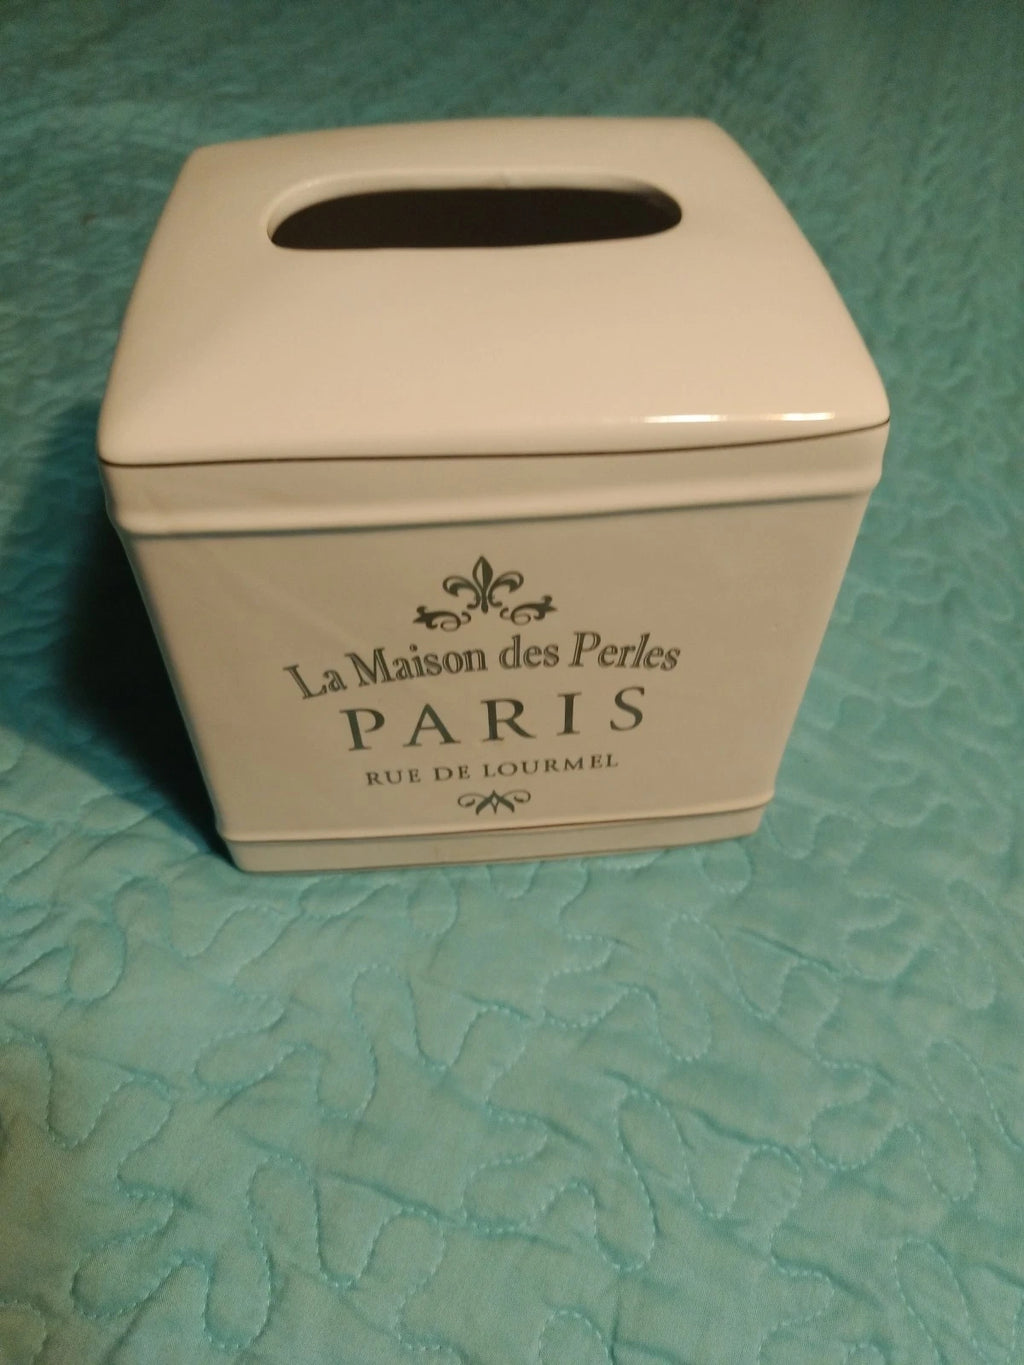 La Maison des Perles
PARIS
RUE DE LOURMEL